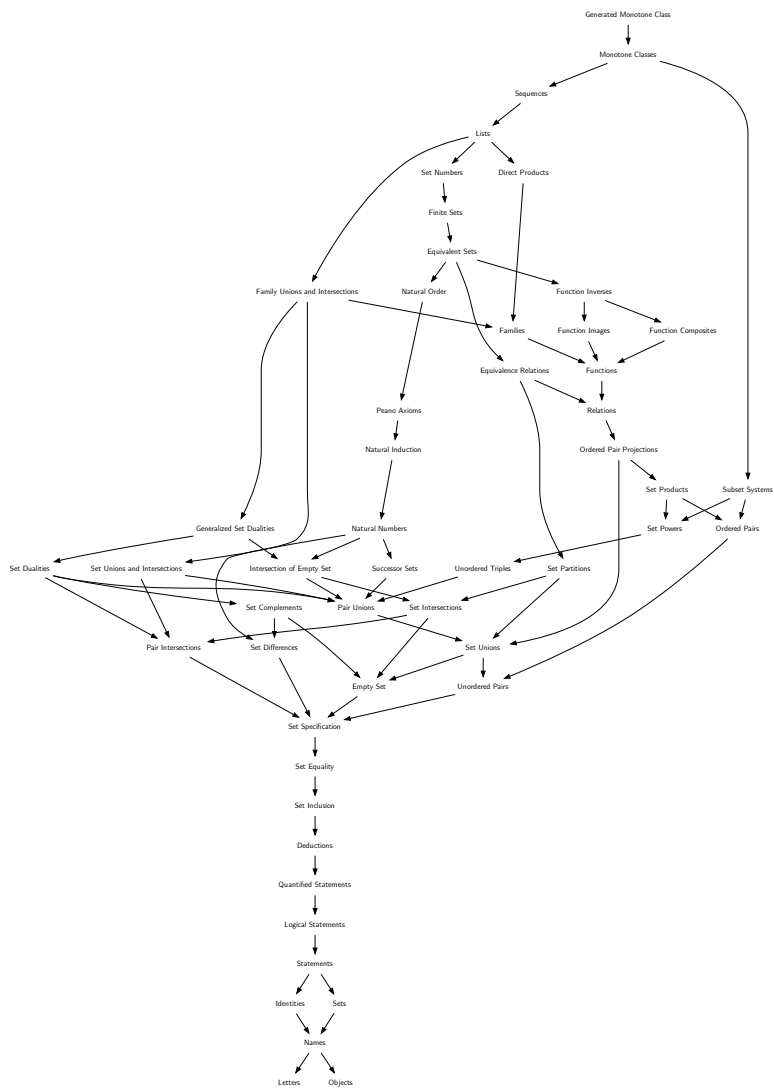 Generated Monotone Class
Monotone Classes
Sequences
Lists
Set Numbers
Direct Products
Finite Sets
Equivalent Sets
Family Unions and Intersections
Natural Order
Function Inverses
Families
Function Images
Function Composites
Equivalence Relations
Functions
Peano Axioms
Relations
Natural Induction
Ordered Pair Projections
Set Products
Subset Systems
Generalized Set Dualities
Natural Numbers
Set Powers
Ordered Pairs
Set Dualities
Set Unions and Intersections
Intersection of Empty Set
Successor Sets
Unordered Triples
Set Partitions
Set Complements
Pair Unions
Set Intersections
Pair Intersections
Set Differences
Set Unions
Empty Set
Unordered Pairs
Set Specification
Set Equality
Set Inclusion
Deductions
Quantified Statements
Logical Statements
Statements
Identities
Sets
Names
Letters
Objects